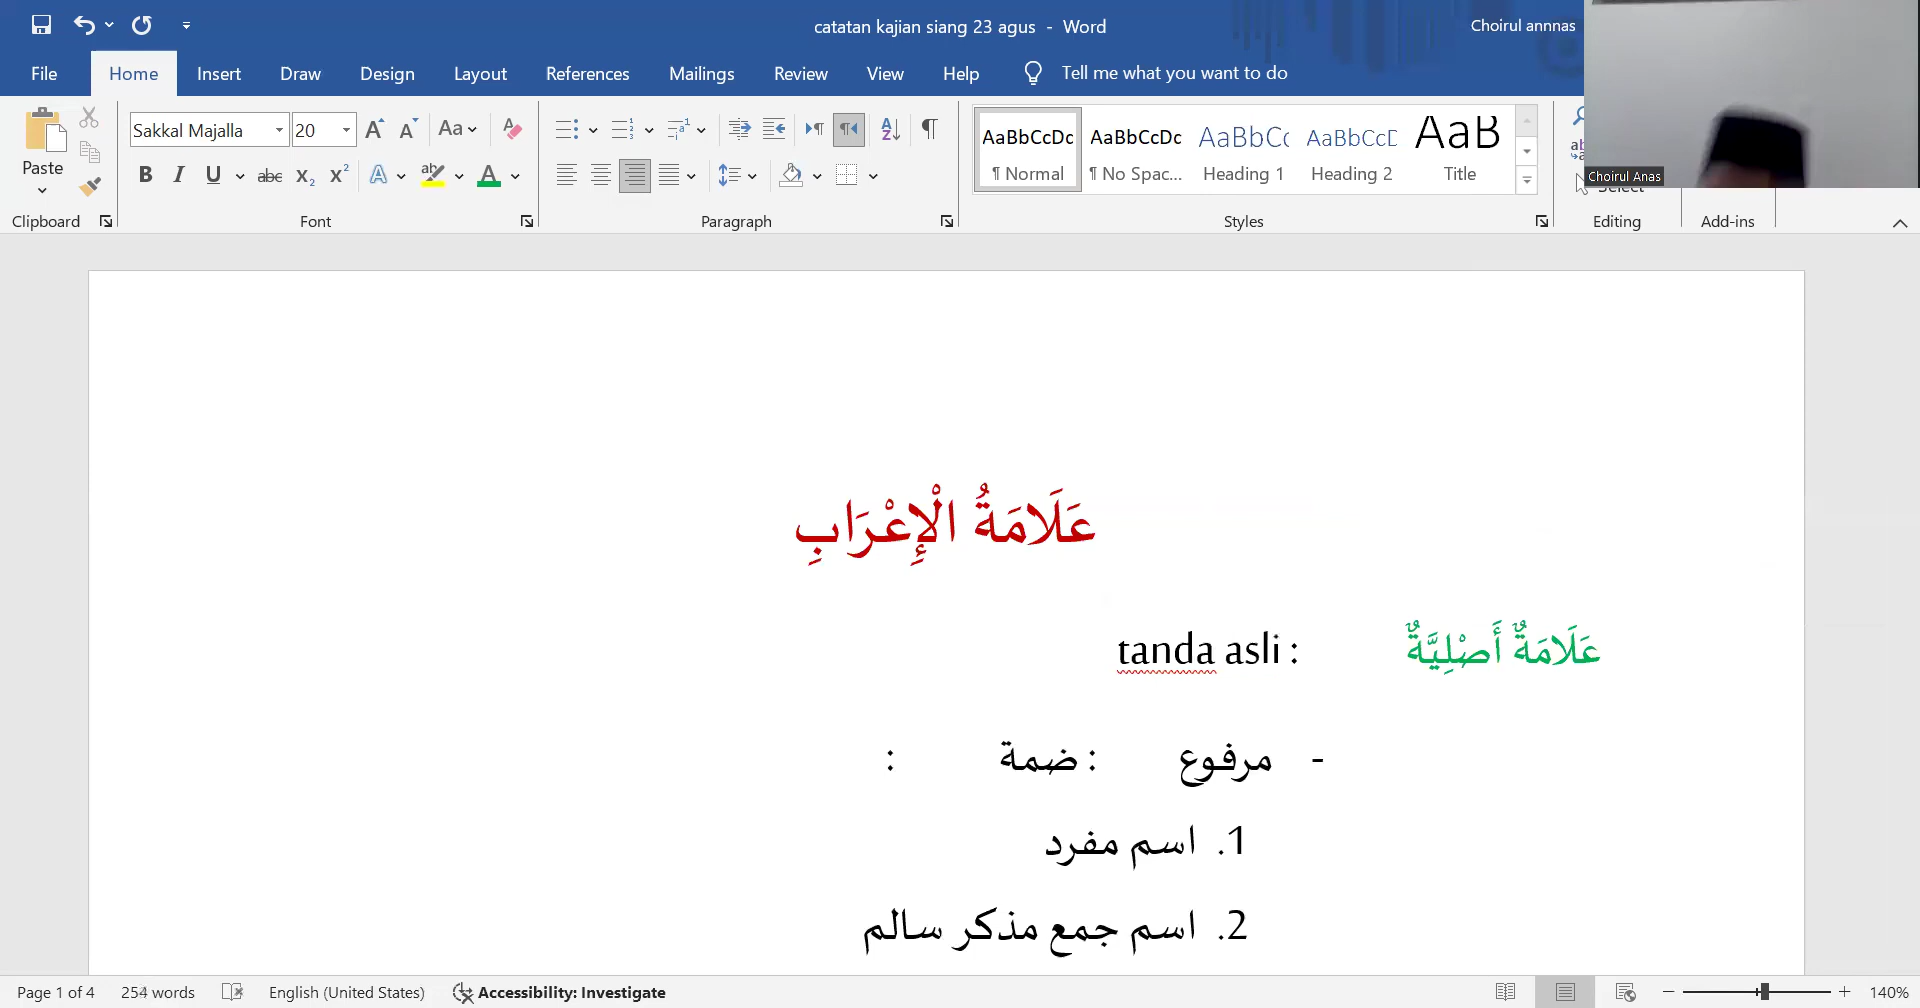 catatan kajian siang 23 agus - Word
Choirul annnas
File Home Insert Draw Design Layout References Mailings Review View Help Tell me what you want to do
Paste
Clipboard
Sakkal Majalla 20
Font
Paragraph
AaBbCcDc ¶ Normal
AaBbCcDc ¶ No Spac...
AaBbCc Heading 1
AaBbCcD Heading 2
AaB Title
Styles
Select
Editing
Add-ins
Choirul Anas
عَلَامَةُ الْإِعْرَابِ
عَلَامَةٌ أَصْلِيَّةٌ : tanda asli
- مرفوع : ضمة :
1. اسم مفرد
2. اسم جمع مذكر سالم
Page 1 of 4 254 words English (United States) Accessibility: Investigate 140%